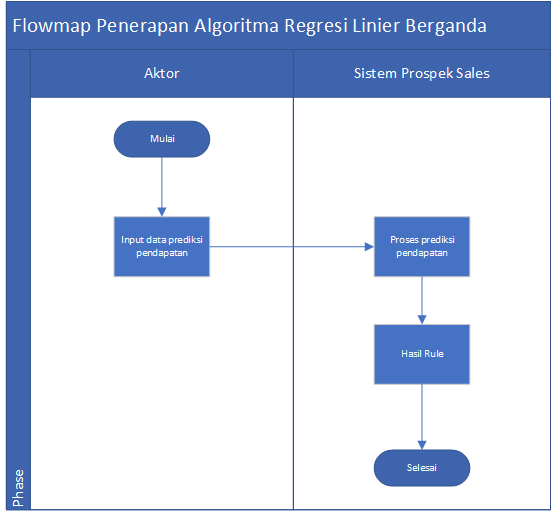 Flowmap Penerapan Algoritma Regresi Linier Berganda
Aktor
Sistem Prospek Sales
Mulai
Input data prediksi
pendapatan
Proses prediksi
pendapatan
Hasil Rule
Selesai
Phase